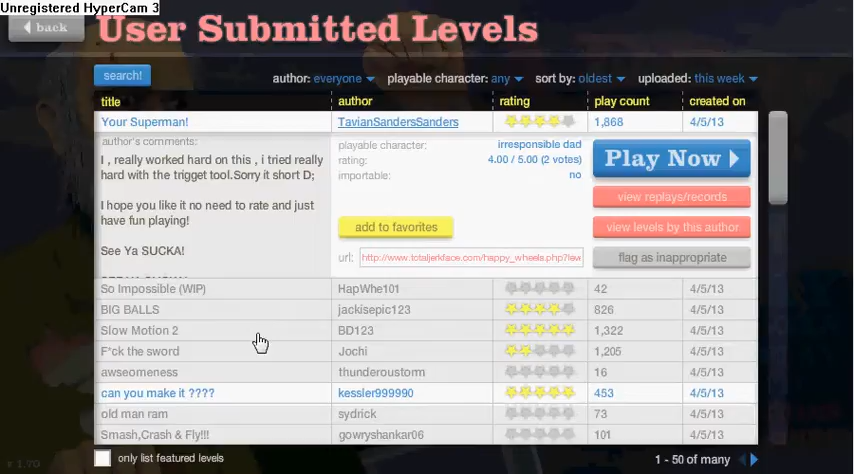 Unregistered HyperCam 3
back
User Submitted Levels
search!
author: everyone playable character: any sort by: oldest uploaded: this week
title author rating play count created on
Your Superman! TavianSandersSanders 1,868 4/5/13
author's comments:
I , really worked hard on this , i tried really
hard with the trigget tool.Sorry it short D;
I hope you like it no need to rate and just
have fun playing!
See Ya SUCKA!
playable character: irresponsible dad
rating: 4.00 / 5.00 (2 votes)
importable: no
add to favorites
url: http://www.totaljerkface.com/happy_wheels.php?lev
Play Now
view replays/records
view levels by this author
flag as inappropriate
So Impossible (WIP) HapWhe101 42 4/5/13
BIG BALLS jackisepic123 826 4/5/13
Slow Motion 2 BD123 1,322 4/5/13
F*ck the sword Jochi 1,205 4/5/13
awseomeness thunderoustorm 16 4/5/13
can you make it ???? kessler999990 453 4/5/13
old man ram sydrick 73 4/5/13
Smash,Crash & Fly!!! gowryshankar06 101 4/5/13
only list featured levels
1 - 50 of many
v 1.70